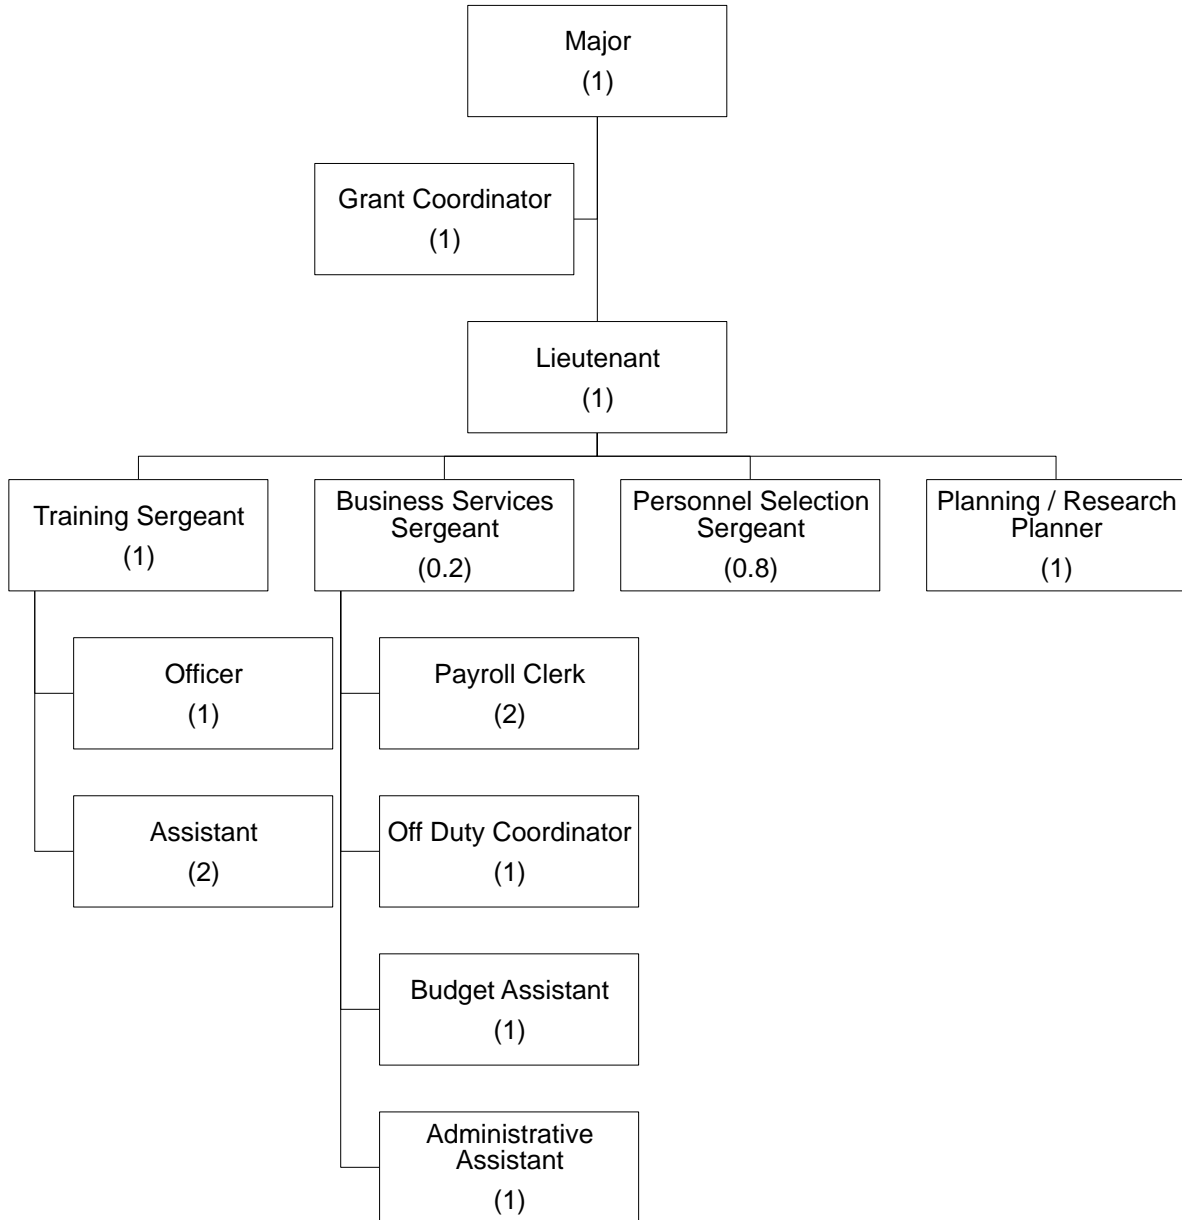 Major
(1)
Grant Coordinator
(1)
Lieutenant
(1)
Training Sergeant
(1)
Business Services
Sergeant
(0.2)
Personnel Selection
Sergeant
(0.8)
Planning / Research
Planner
(1)
Officer
(1)
Assistant
(2)
Payroll Clerk
(2)
Off Duty Coordinator
(1)
Budget Assistant
(1)
Administrative
Assistant
(1)